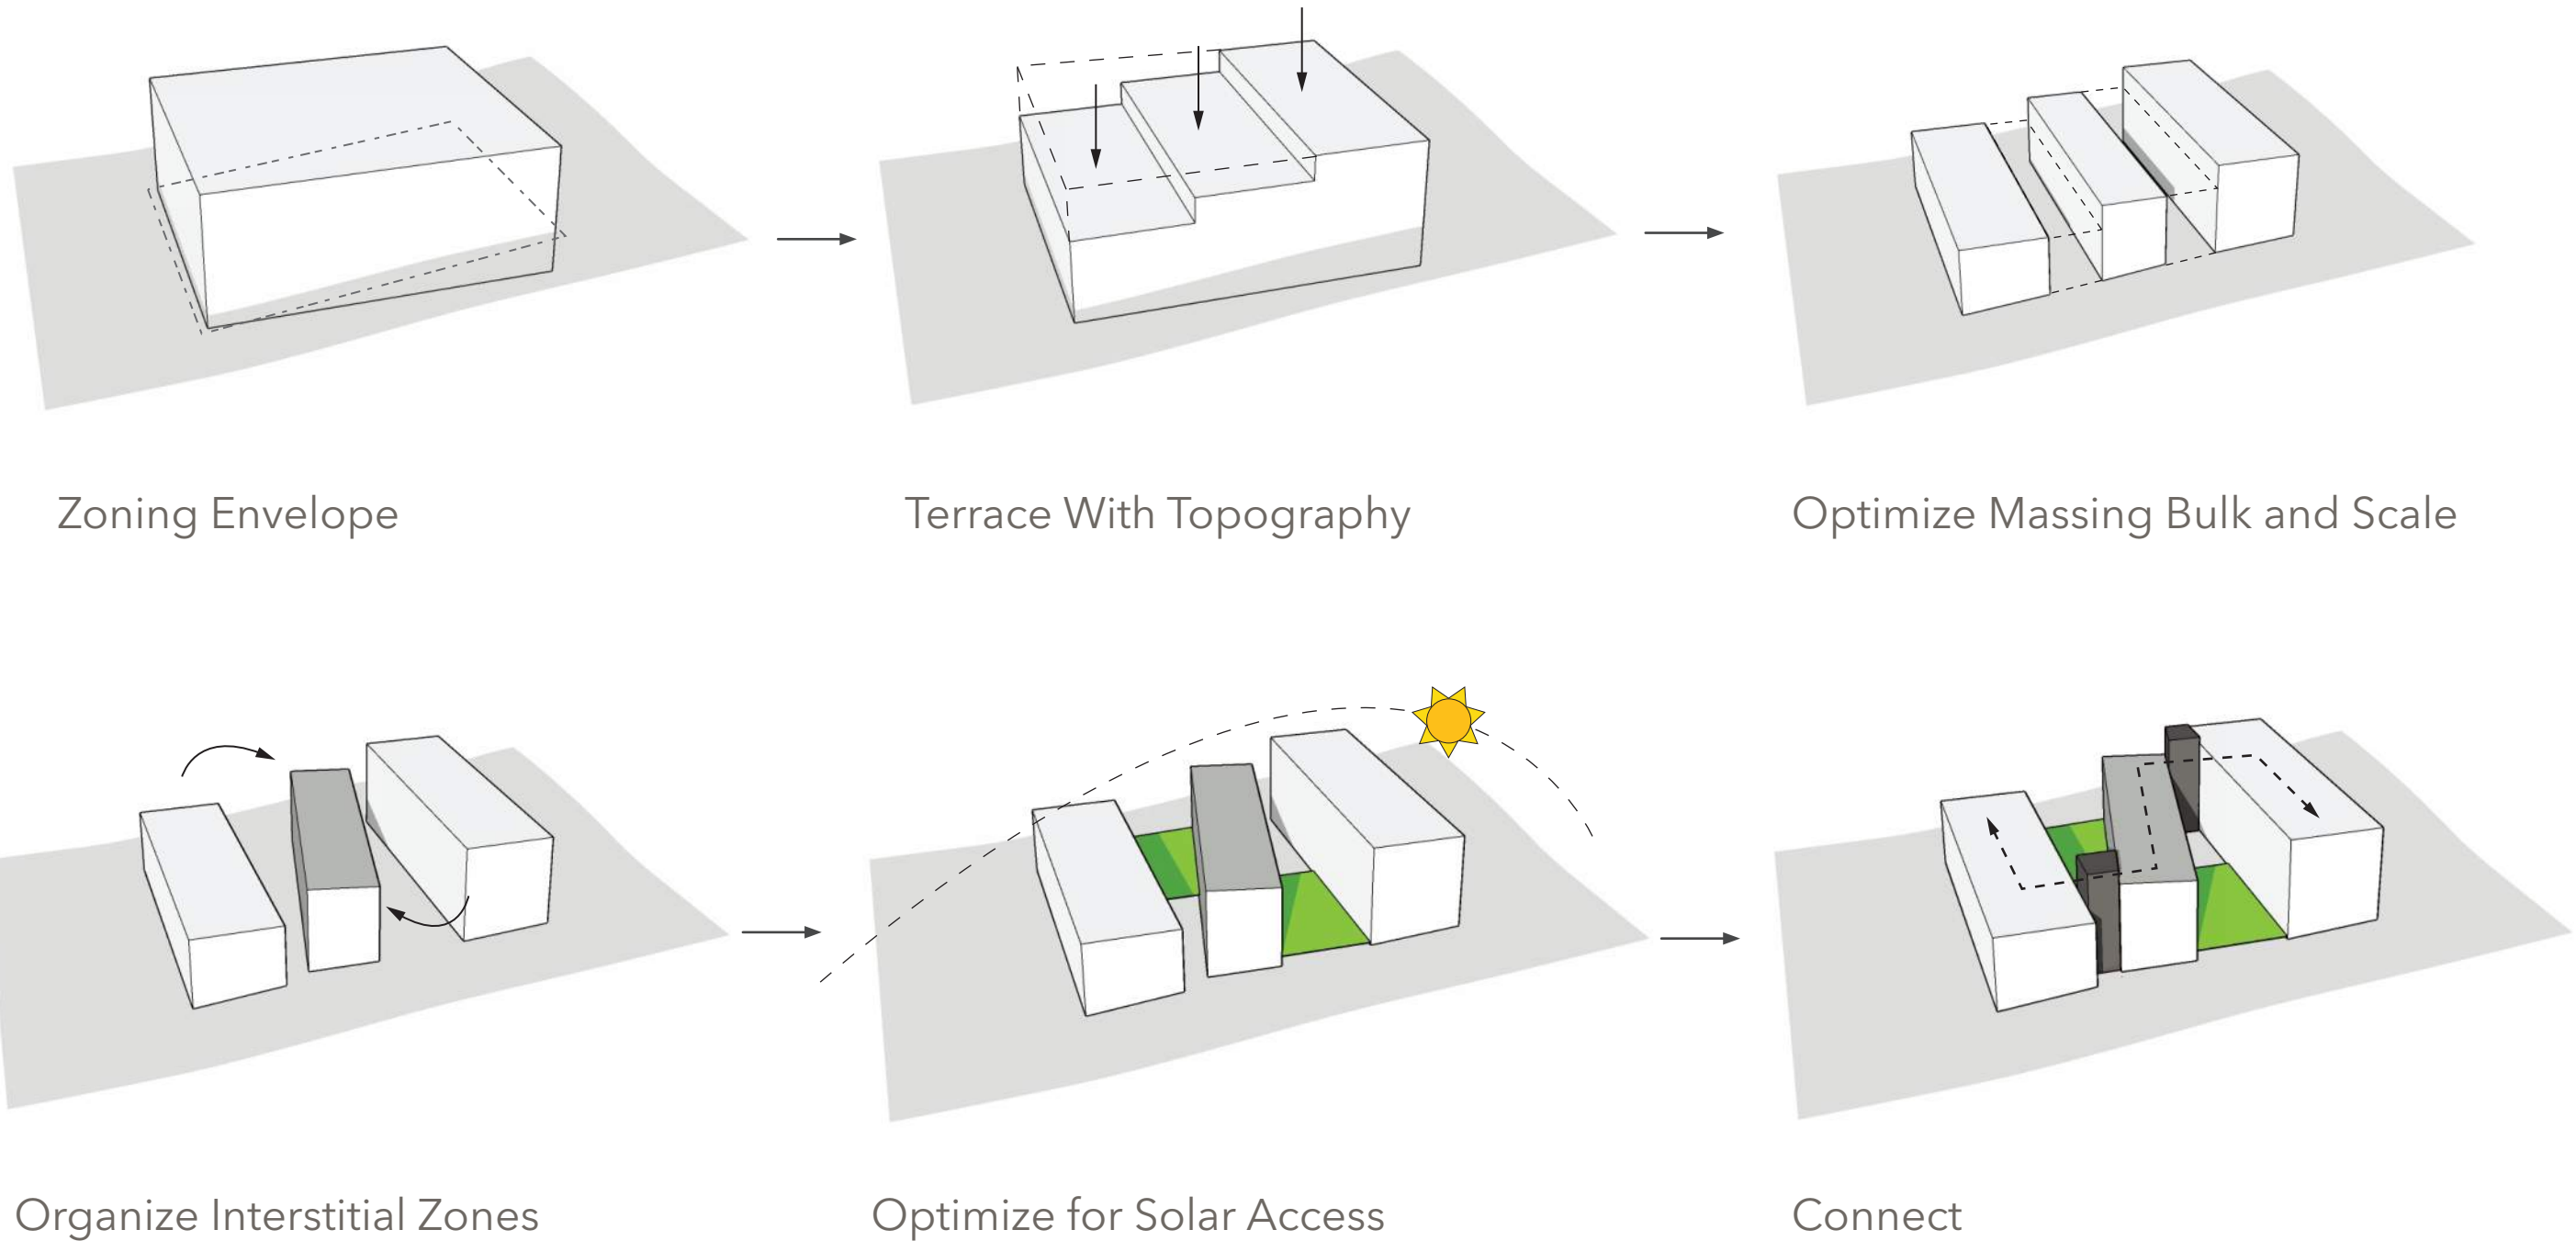 Zoning Envelope
Terrace With Topography
Optimize Massing Bulk and Scale
Organize Interstitial Zones
Optimize for Solar Access
Connect